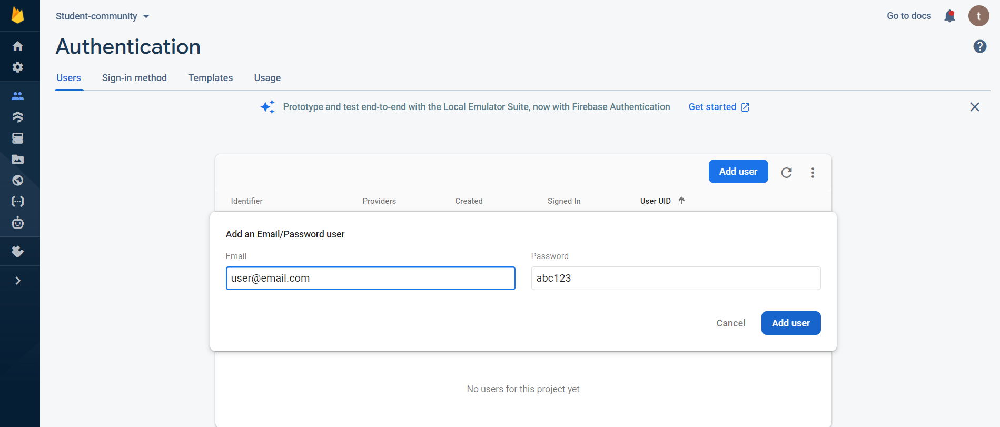 Student-community
Go to docs
t
Authentication
?
Users Sign-in method Templates Usage
Prototype and test end-to-end with the Local Emulator Suite, now with Firebase Authentication Get started
Add user
Identifier Providers Created Signed In User UID
Add an Email/Password user
Email Password
user@email.com abc123
Cancel Add user
No users for this project yet